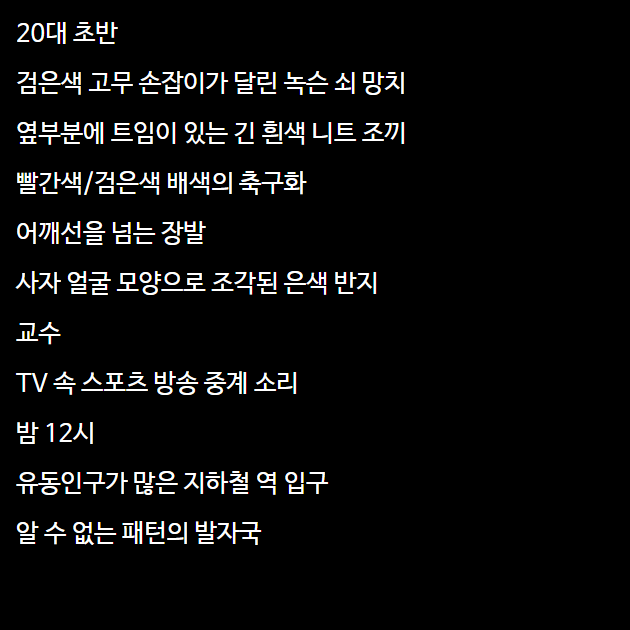 20대 초반
검은색 고무 손잡이가 달린 녹슨 쇠 망치
옆부분에 트임이 있는 긴 흰색 니트 조끼
빨간색/검은색 배색의 축구화
어깨선을 넘는 장발
사자 얼굴 모양으로 조각된 은색 반지
교수
TV 속 스포츠 방송 중계 소리
밤 12시
유동인구가 많은 지하철 역 입구
알 수 없는 패턴의 발자국